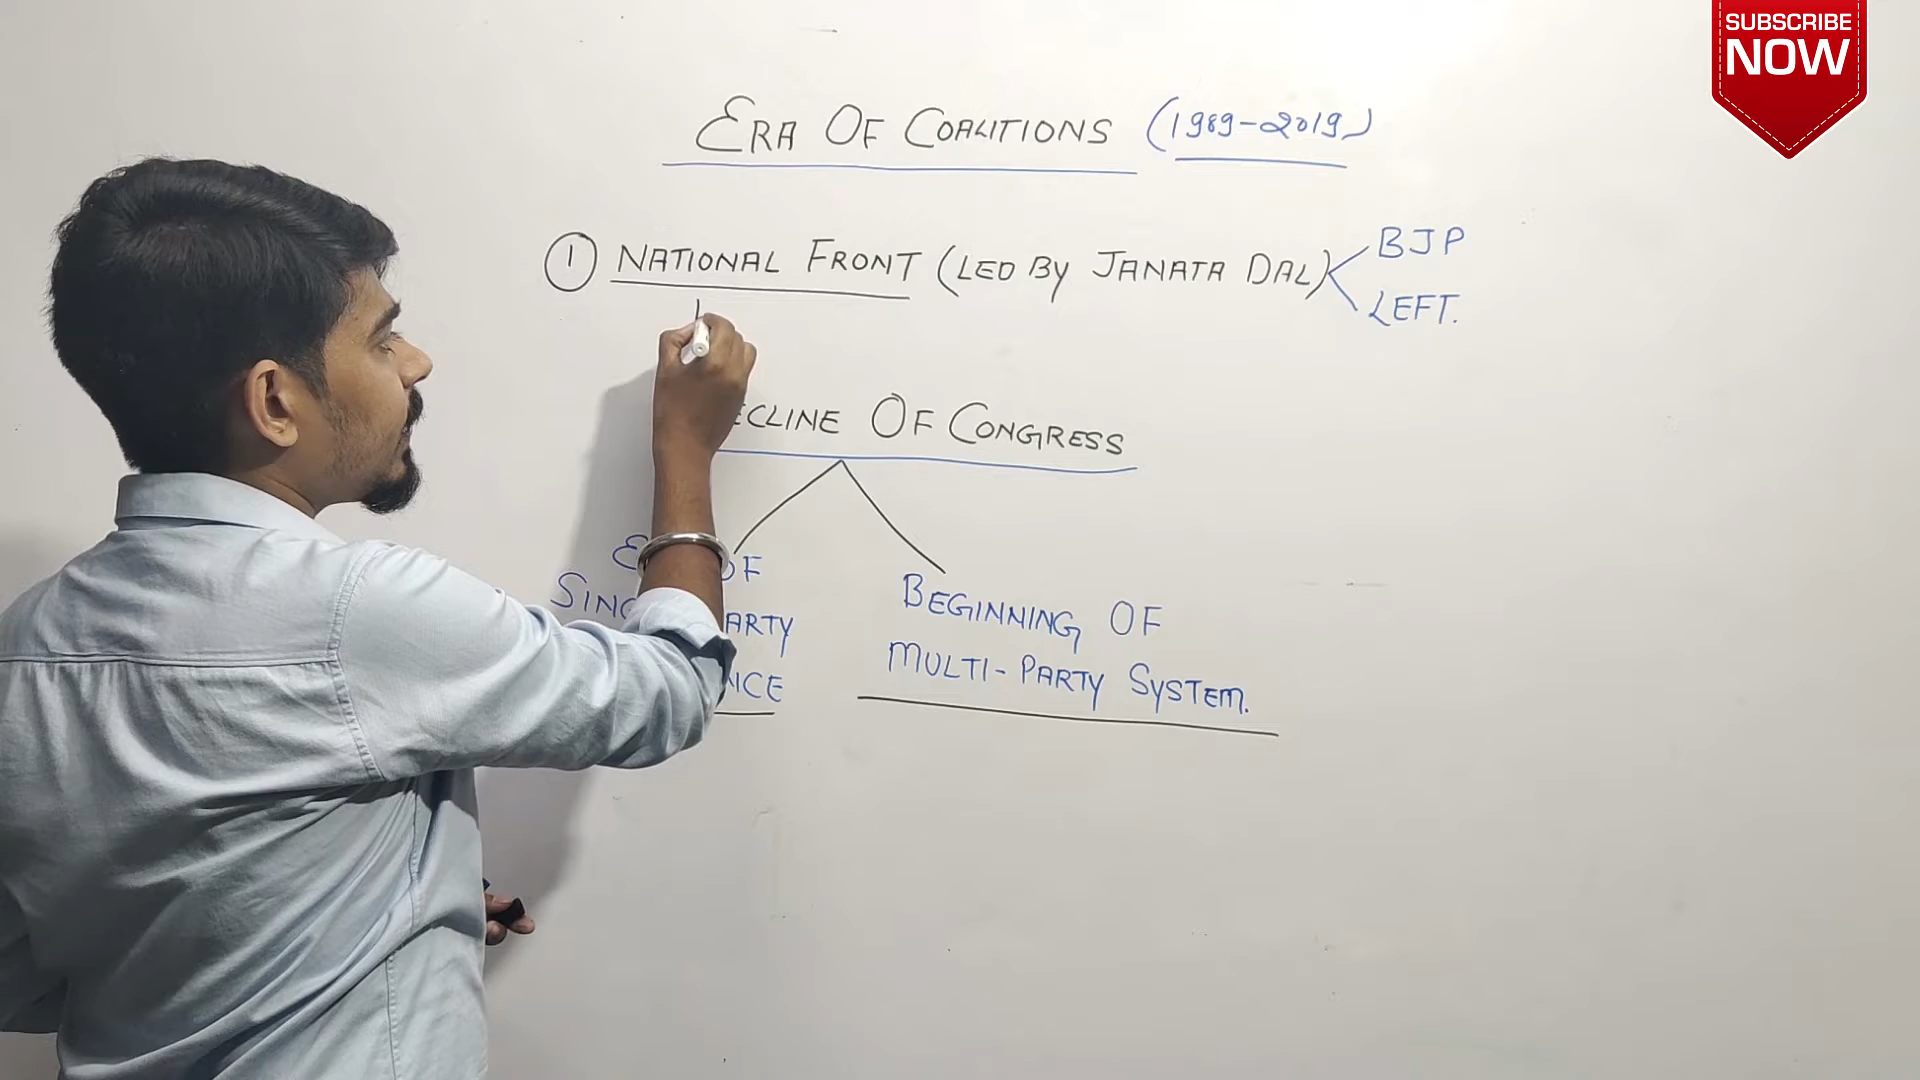 SUBSCRIBE
NOW
ERA OF COALITIONS (1989-2019)
1 NATIONAL FRONT (LED BY JANATA DAL)
BJP
LEFT.
OF CONGRESS
OF
BEGINNING OF
MULTI-PARTY SYSTEM.